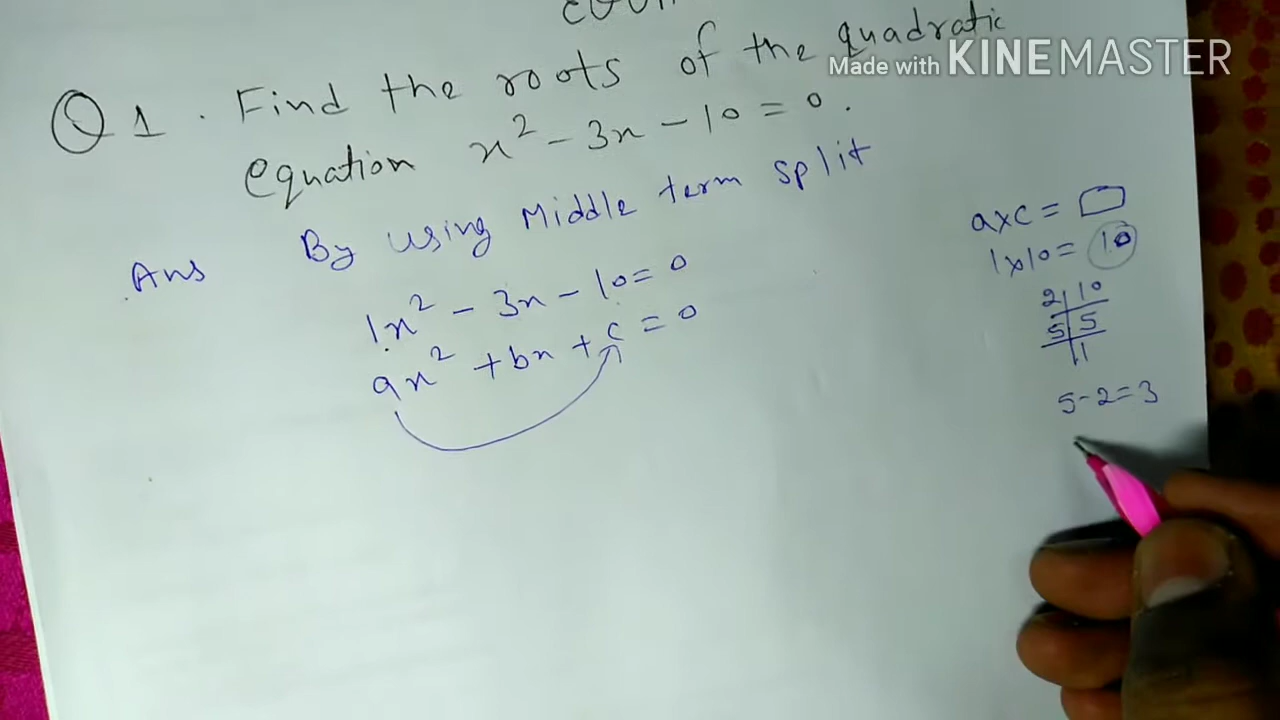 Made with KINEMASTER
Q1. Find the roots of the quadratic
equation x² - 3x - 10 = 0.
Ans By using Middle term split
1x² - 3x - 10 = 0
ax² + bx + c = 0
a x c = □
1 x 10 = 10
2 | 10
5 | 5
| 1
5 - 2 = 3